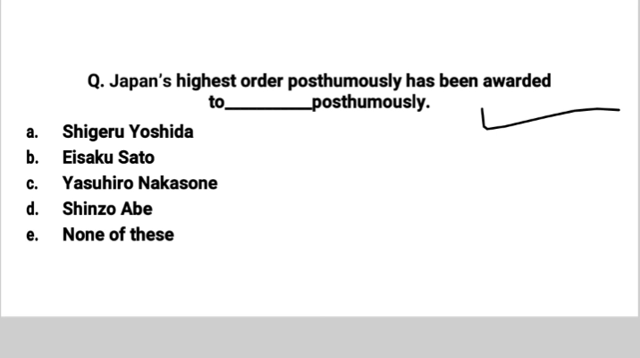 Q. Japan's highest order posthumously has been awarded
to__________posthumously.
a. Shigeru Yoshida
b. Eisaku Sato
c. Yasuhiro Nakasone
d. Shinzo Abe
e. None of these